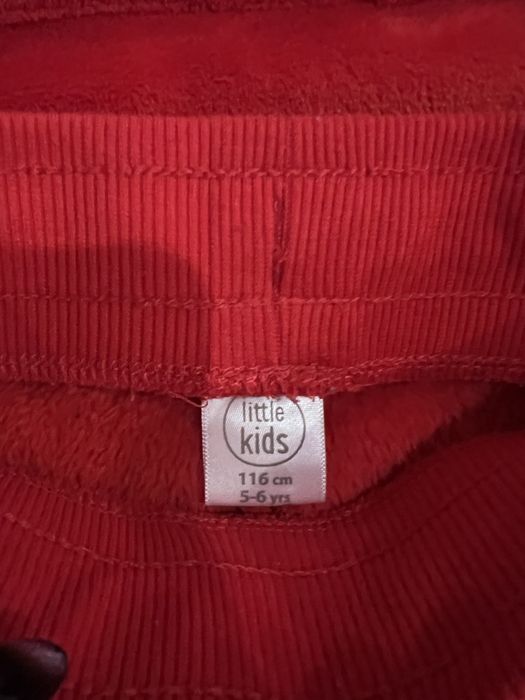 little
kids
116 cm
5-6 yrs